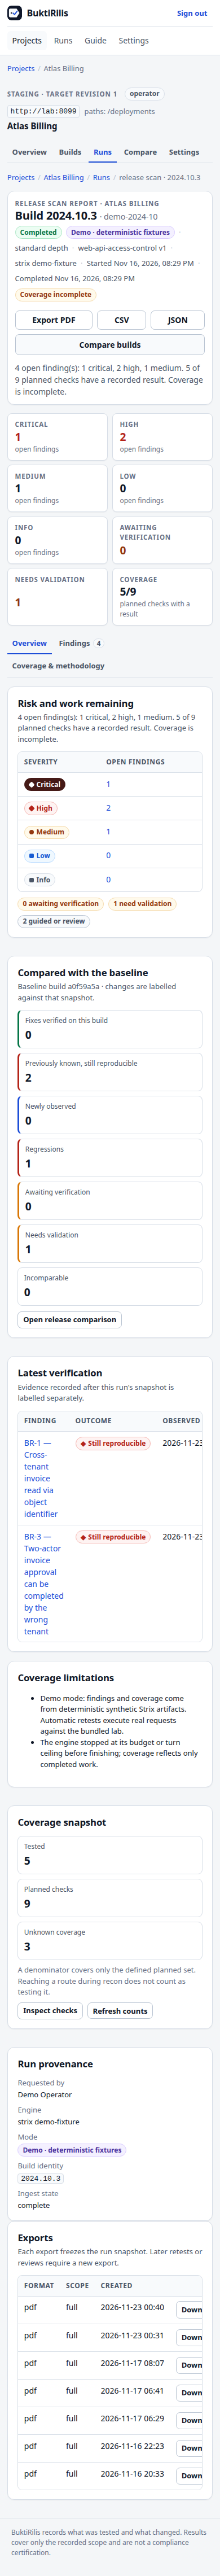 BuktiRilis
Sign out
Projects Runs Guide Settings
Projects / Atlas Billing
STAGING · TARGET REVISION 1 operator
http://lab:8099 paths: /deployments
Atlas Billing
Overview Builds Runs Compare Settings
Projects / Atlas Billing / Runs / release scan · 2024.10.3
RELEASE SCAN REPORT · ATLAS BILLING
Build 2024.10.3 · demo-2024-10
Completed Demo · deterministic fixtures ·
standard depth · web-api-access-control v1 ·
strix demo-fixture · Started Nov 16, 2026, 08:29 PM ·
Completed Nov 16, 2026, 08:29 PM
Coverage incomplete
Export PDF CSV JSON
Compare builds
4 open finding(s): 1 critical, 2 high, 1 medium. 5 of
9 planned checks have a recorded result. Coverage
is incomplete.
CRITICAL
1
open findings
HIGH
2
open findings
MEDIUM
1
open findings
LOW
0
open findings
INFO
0
open findings
AWAITING
VERIFICATION
0
NEEDS VALIDATION
1
COVERAGE
5/9
planned checks with a
result
Overview Findings 4
Coverage & methodology
Risk and work remaining
4 open finding(s): 1 critical, 2 high, 1 medium. 5 of 9
planned checks have a recorded result. Coverage is
incomplete.
SEVERITY OPEN FINDINGS
Critical 1
High 2
Medium 1
Low 0
Info 0
0 awaiting verification 1 need validation
2 guided or review
Compared with the baseline
Baseline build a0f59a5a · changes are labelled
against that snapshot.
Fixes verified on this build
0
Previously known, still reproducible
2
Newly observed
0
Regressions
1
Awaiting verification
0
Needs validation
1
Incomparable
0
Open release comparison
Latest verification
Evidence recorded after this run's snapshot is
labelled separately.
FINDING OUTCOME OBSERVED
BR-1 — Still reproducible 2026-11-23
Cross-
tenant
invoice
read via
object
identifier
BR-3 — Still reproducible 2026-11-23
Two-actor
invoice
approval
can be
completed
by the
wrong
tenant
Coverage limitations
• Demo mode: findings and coverage come
from deterministic synthetic Strix artifacts.
Automatic retests execute real requests
against the bundled lab.
• The engine stopped at its budget or turn
ceiling before finishing; coverage reflects only
completed work.
Coverage snapshot
Tested
5
Planned checks
9
Unknown coverage
3
A denominator covers only the defined planned set.
Reaching a route during recon does not count as
testing it.
Inspect checks Refresh counts
Run provenance
Requested by
Demo Operator
Engine
strix demo-fixture
Mode
Demo · deterministic fixtures
Build identity
2024.10.3
Ingest state
complete
Exports
Each export freezes the run snapshot. Later retests or
reviews require a new export.
FORMAT SCOPE CREATED
pdf full 2026-11-23 00:40 Down
pdf full 2026-11-23 00:31 Down
pdf full 2026-11-17 08:07 Down
pdf full 2026-11-17 06:41 Down
pdf full 2026-11-17 06:29 Down
pdf full 2026-11-16 22:23 Down
pdf full 2026-11-16 20:33 Down
BuktiRilis records what was tested and what changed. Results
cover only the recorded scope and are not a compliance
certification.